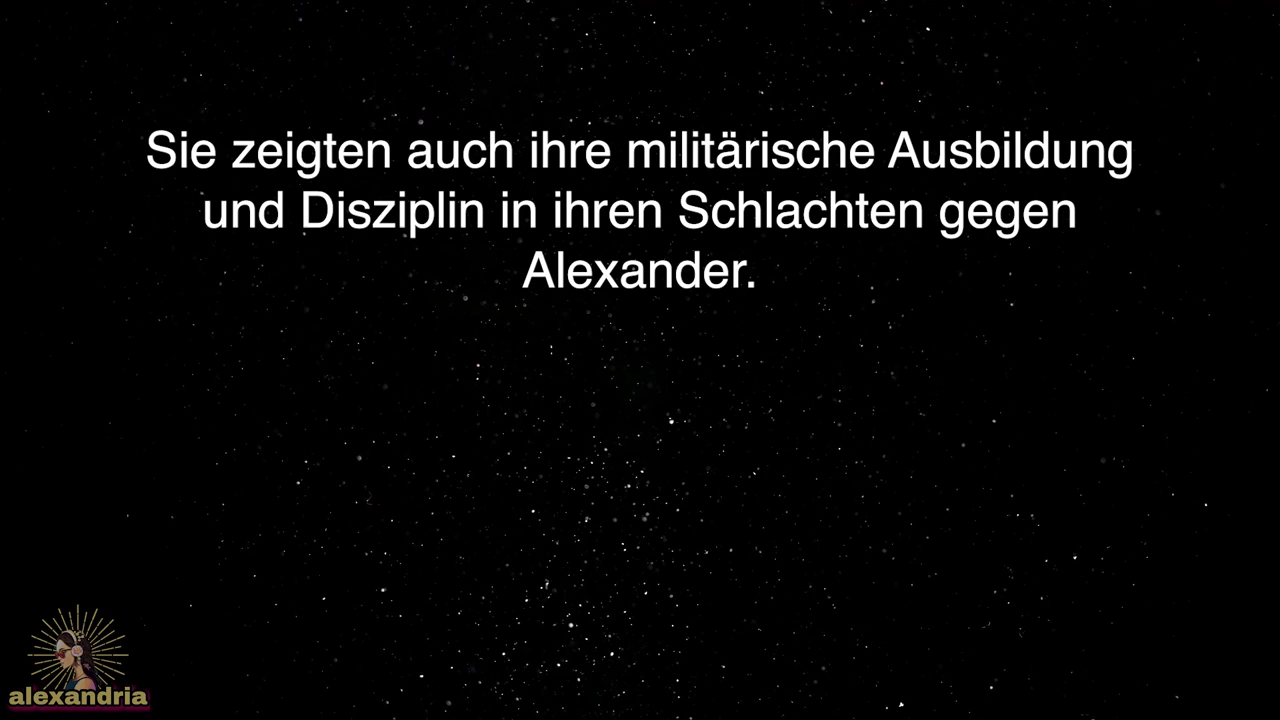 Sie zeigten auch ihre militärische Ausbildung
und Disziplin in ihren Schlachten gegen
Alexander.
alexandria